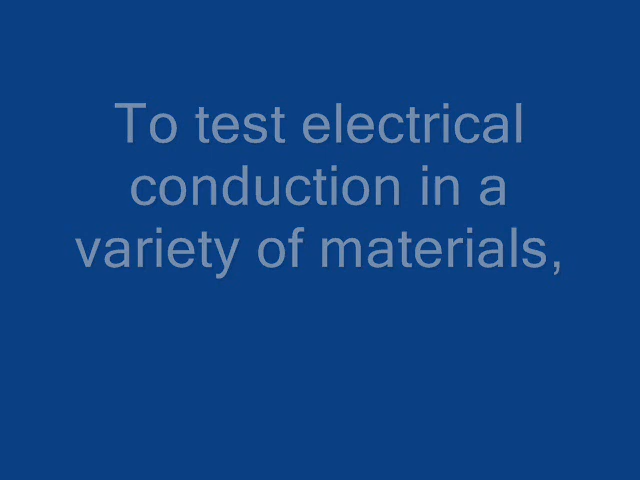 To test electrical
conduction in a
variety of materials,